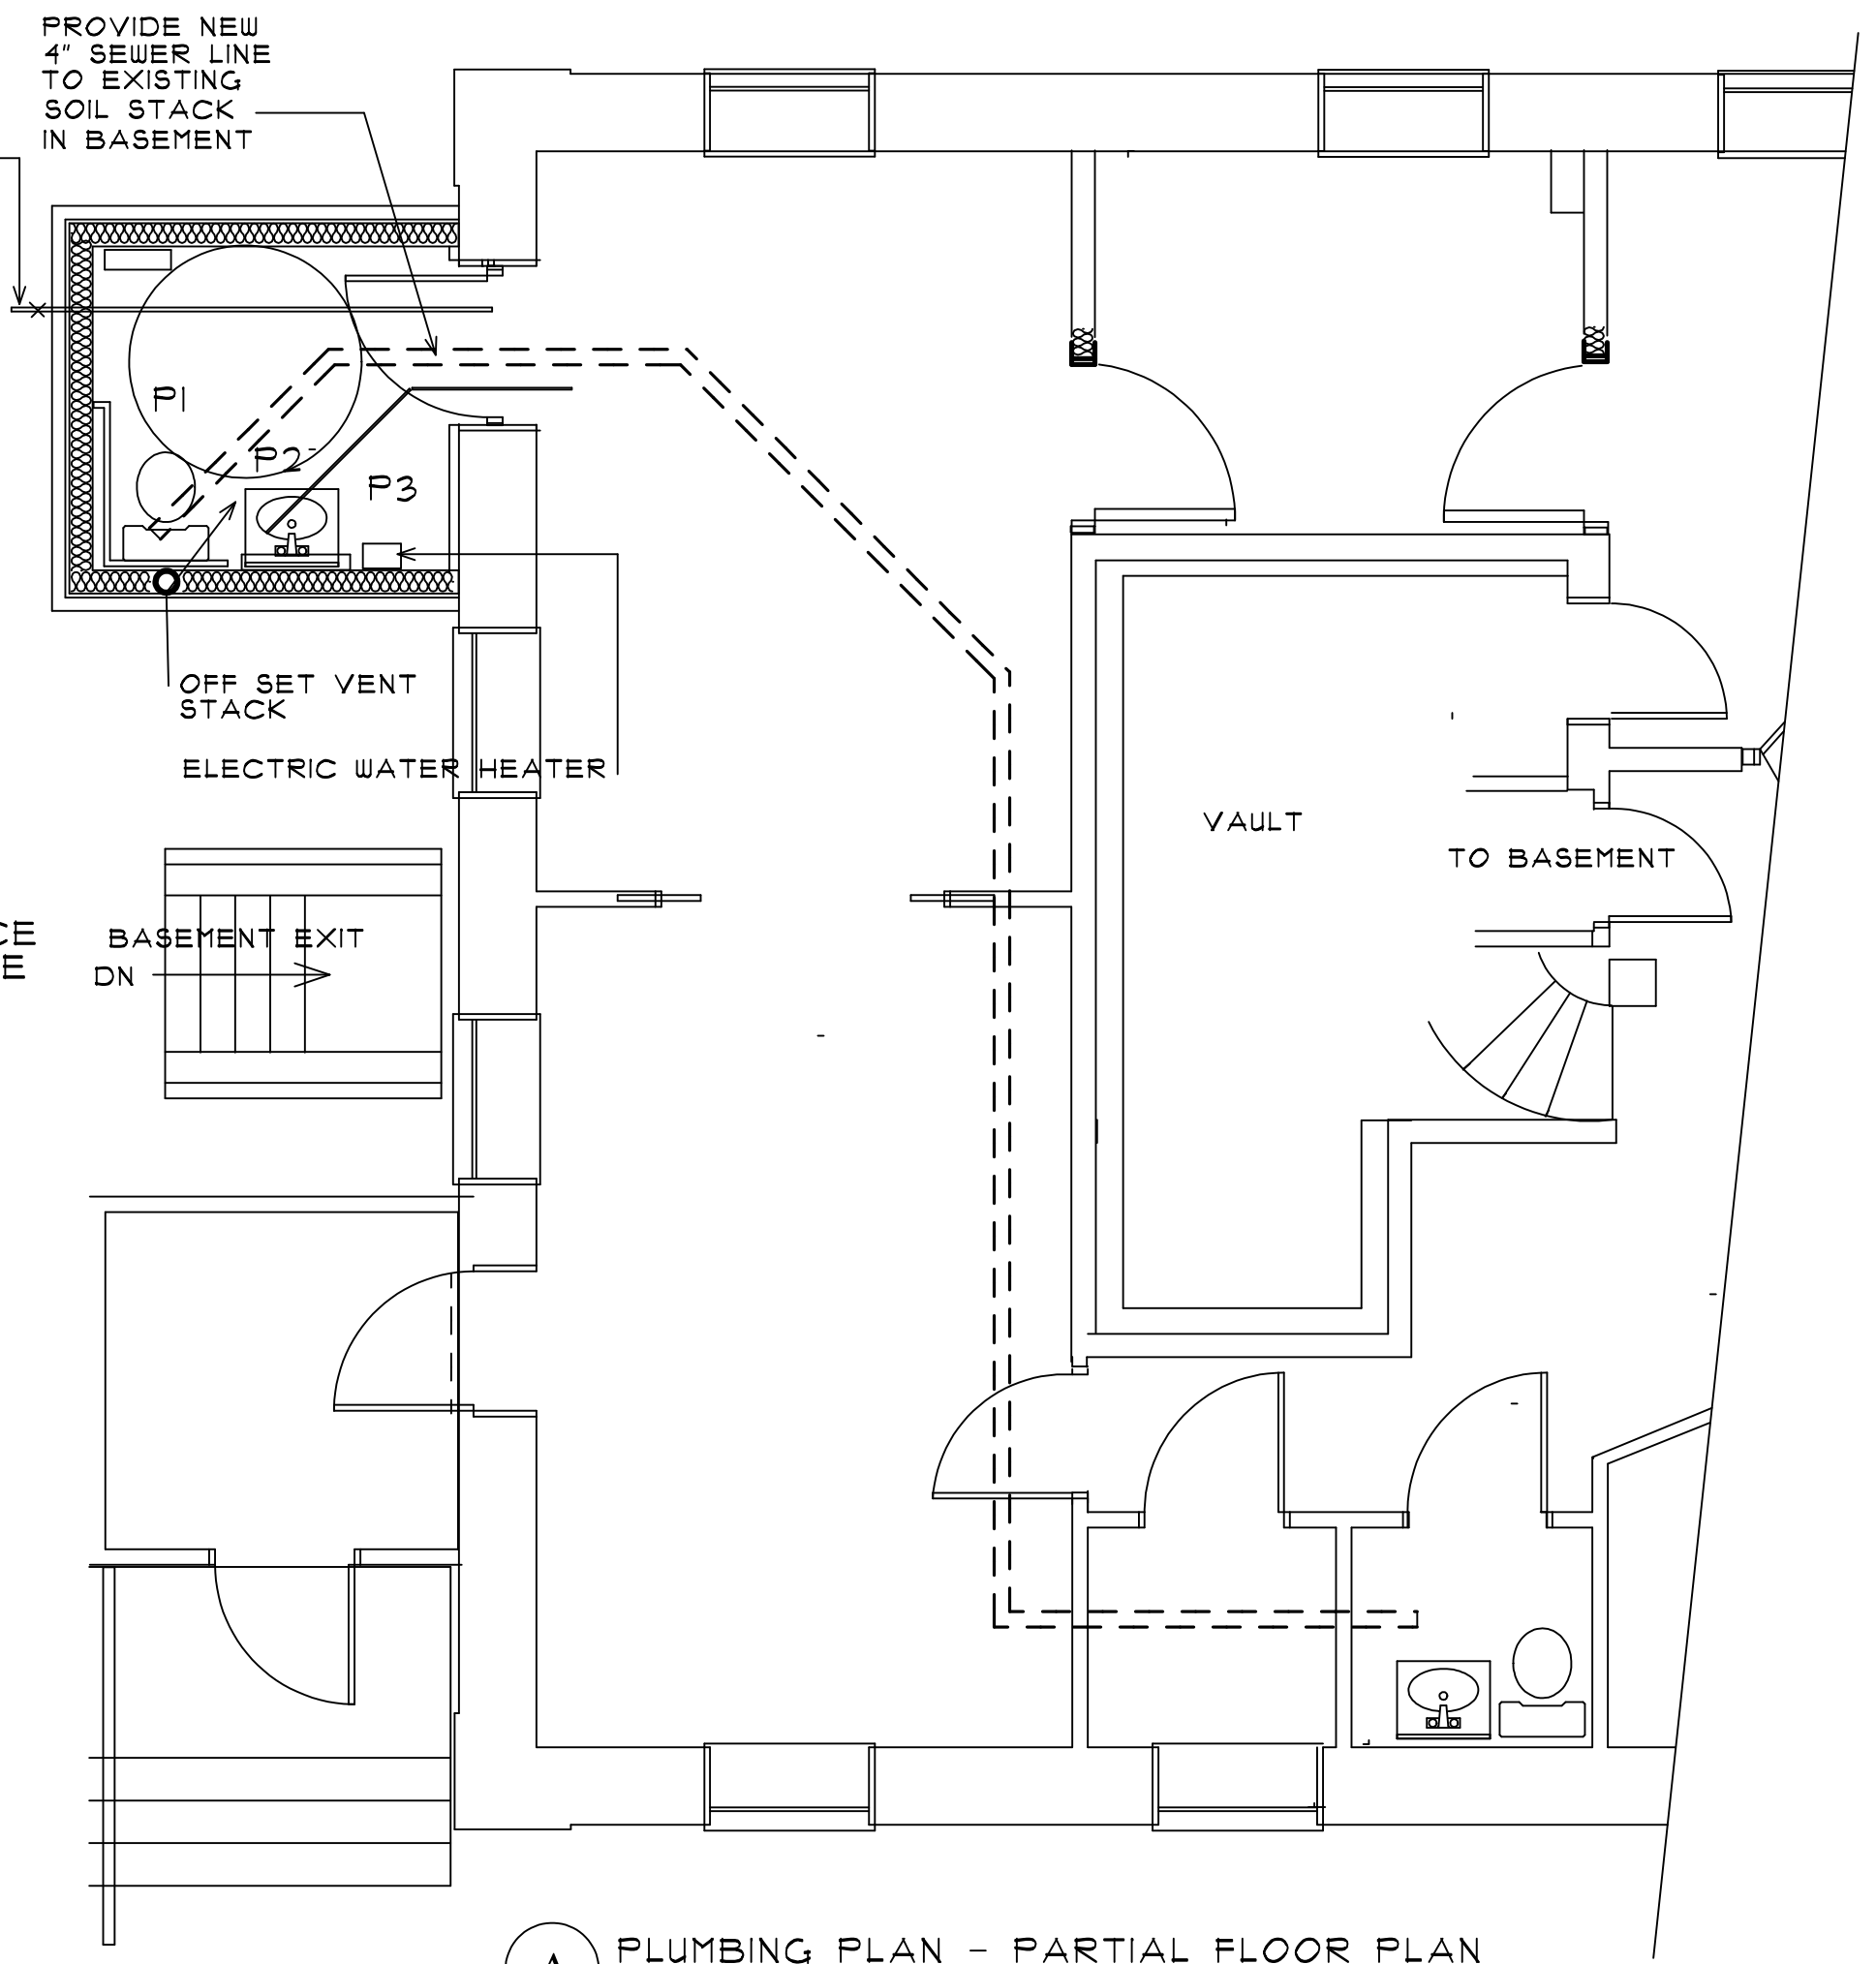 PROVIDE NEW
4" SEWER LINE
TO EXISTING
SOIL STACK
IN BASEMENT
P1
P2
P3
OFF SET VENT
STACK
ELECTRIC WATER HEATER
VAULT
TO BASEMENT
BASEMENT EXIT
DN
A
PLUMBING PLAN - PARTIAL FLOOR PLAN